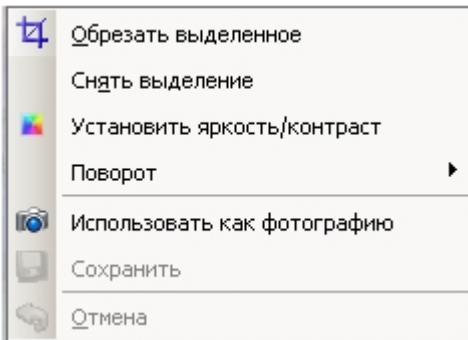 Обрезать выделенное
Снять выделение
Установить яркость/контраст
Поворот
Использовать как фотографию
Сохранить
Отмена